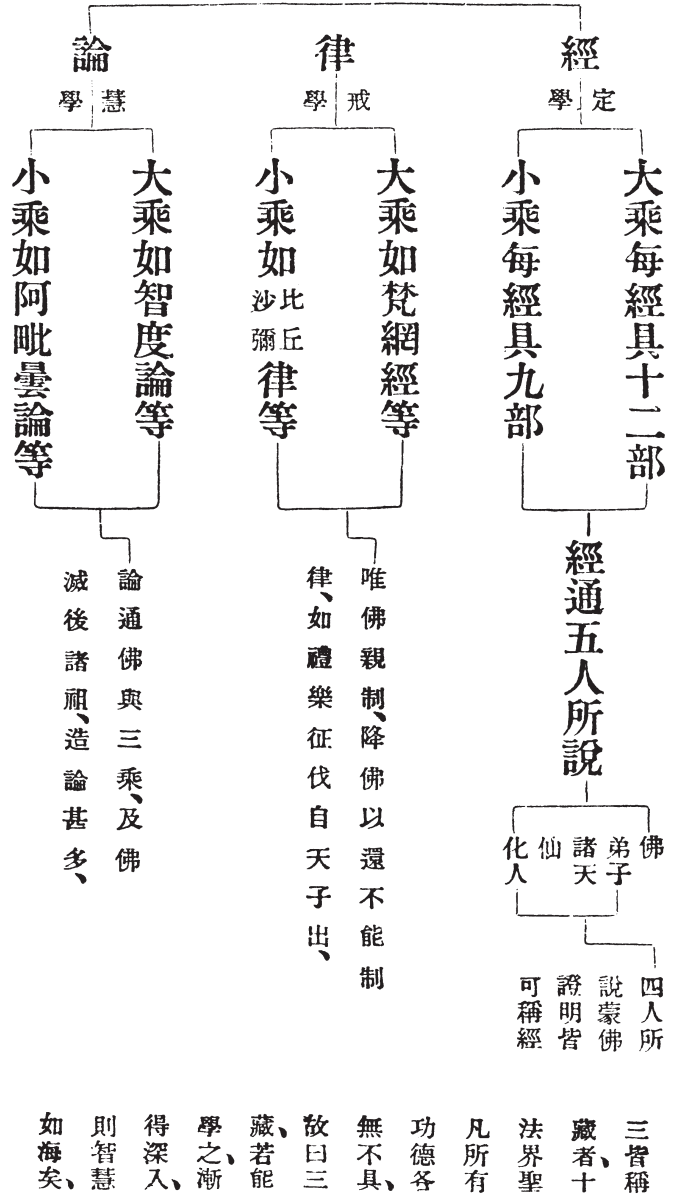 經
定學
大乘每經具十二部
小乘每經具九部
經通五人所說
佛
弟子
諸天
仙
化人
四人所
說蒙佛
證明皆
可稱經
律
戒學
大乘如梵網經等
小乘如比丘沙彌律等
唯佛親制、降佛以還不能制
律、如禮樂征伐自天子出、
論
慧學
大乘如智度論等
小乘如阿毗曇論等
論通佛與三乘、及佛
滅後諸祖、造論甚多、
三皆稱
藏者、十
法界聖
凡所有
功德各
無不具、
故曰三
藏、若能
學之、漸
得深入、
則智慧
如海矣、